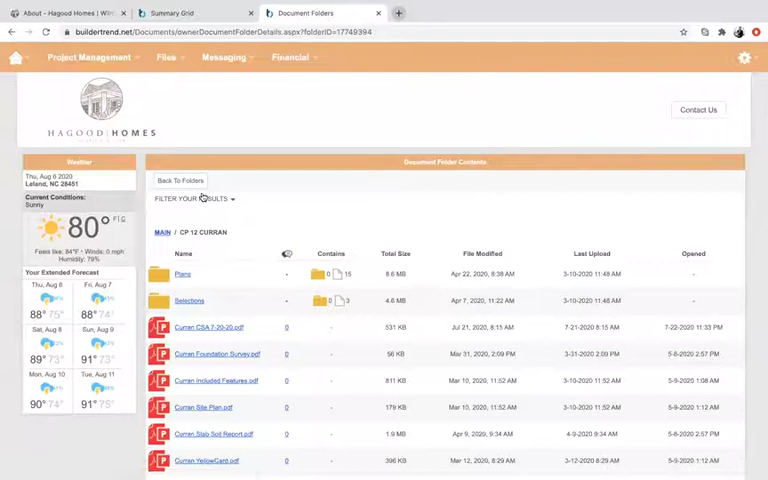 About - Hagood Homes - Wilm
Summary Grid
Document Folders
buildertrend.net/Documents/ownerDocumentFolderDetails.aspx?folderID=17749394
Project Management
Files
Messaging
Financial
HAGOOD|HOMES
Contact Us
Weather
Document Folder Contents
Thu, Aug 6 2020
Leland, NC 28451
Back To Folders
Current Conditions:
Sunny
FILTER YOUR RESULTS
80° F|C
Feels like: 84°F • Winds: 0 mph
Humidity: 79%
MAIN / CP 12 CURRAN
Name Contains Total Size File Modified Last Upload Opened
Plans - 0 15 8.6 MB Apr 22, 2020, 8:38 AM 3-10-2020 11:48 AM -
Selections - 0 3 4.6 MB Apr 7, 2020, 11:22 AM 3-10-2020 11:46 AM -
Curran CSA 7-20-20.pdf 0 - 531 KB Jul 21, 2020, 8:15 AM 7-21-2020 8:15 AM 7-22-2020 11:33 PM
Curran Foundation Survey.pdf 0 - 56 KB Mar 31, 2020, 2:09 PM 3-31-2020 2:09 PM 5-8-2020 2:57 PM
Curran Included Features.pdf 0 - 811 KB Mar 10, 2020, 11:52 AM 3-10-2020 11:52 AM 5-9-2020 1:08 AM
Curran Site Plan.pdf 0 - 179 KB Mar 10, 2020, 11:52 AM 3-10-2020 11:52 AM 5-9-2020 1:12 AM
Curran Slab Soil Report.pdf 0 - 1.9 MB Apr 9, 2020, 9:34 AM 4-9-2020 9:34 AM 5-8-2020 2:57 PM
Curran YellowCard.pdf 0 - 396 KB Mar 12, 2020, 8:29 AM 3-12-2020 8:29 AM 5-9-2020 1:12 AM
Your Extended Forecast
Thu, Aug 6 Fri, Aug 7
88° 75° 88° 74°
Sat, Aug 8 Sun, Aug 9
89° 73° 91° 73°
Mon, Aug 10 Tue, Aug 11
90° 74° 91° 75°